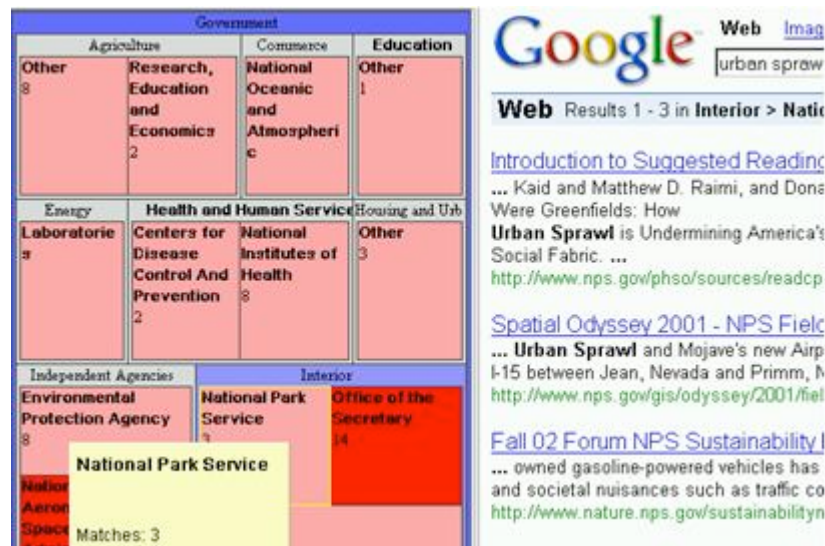 Government
Agriculture
Commerce
Education
Other
8
Research,
Education
and
Economics
2
National
Oceanic
and
Atmospheri
c
Other
1
Energy
Health and Human Service
Housing and Urb
Laboratorie
s
Centers for
Disease
Control And
Prevention
2
National
Institutes of
Health
8
Other
3
Independent Agencies
Interior
Environmental
Protection Agency
8
National Park
Service
3
Office of the
Secretary
14
Nation
Aeron
Space
National Park Service
Matches: 3
Google Web Imag
urban spraw
Web Results 1 - 3 in Interior > Natio
Introduction to Suggested Reading
... Kaid and Matthew D. Raimi, and Dona
Were Greenfields: How
Urban Sprawl is Undermining America's
Social Fabric. ...
http://www.nps.gov/phso/sources/readcp
Spatial Odyssey 2001 - NPS Field
... Urban Sprawl and Mojave's new Airp
I-15 between Jean, Nevada and Primm, N
http://www.nps.gov/gis/odyssey/2001/fiel
Fall 02 Forum NPS Sustainability
... owned gasoline-powered vehicles has
and societal nuisances such as traffic co
http://www.nature.nps.gov/sustainabilityn